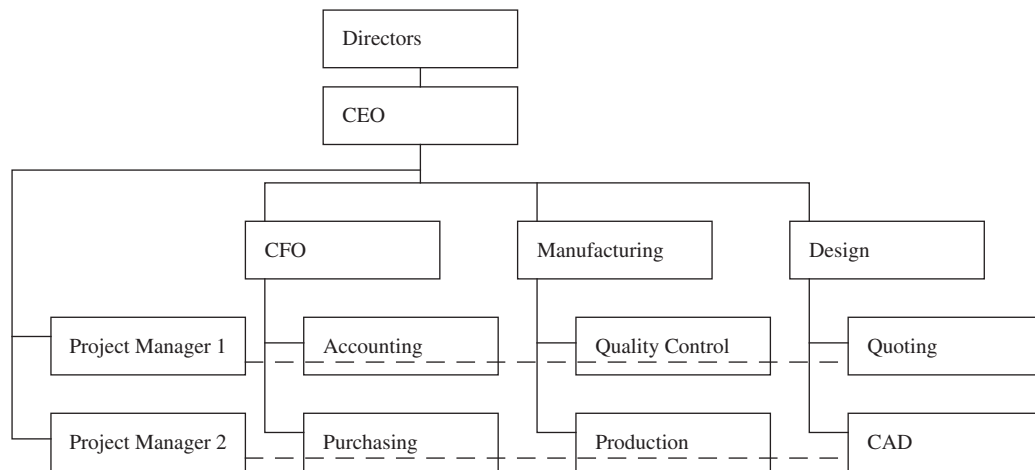 Directors
CEO
CFO
Manufacturing
Design
Project Manager 1
Accounting
Quality Control
Quoting
Project Manager 2
Purchasing
Production
CAD